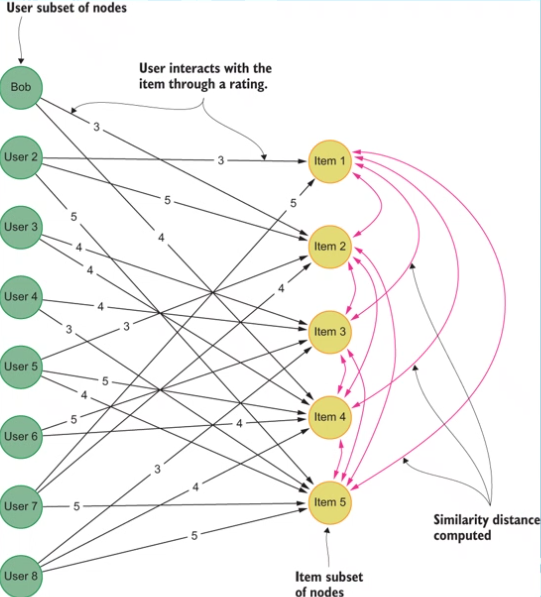 User subset of nodes
User interacts with the
item through a rating.
Bob
3
User 2
3
Item 1
5
5
User 3
5
4
4
Item 2
4
4
User 4
4
3
3
Item 3
User 5
5
4
Item 4
User 6
5
4
3
4
User 7
5
Item 5
5
User 8
Similarity distance
computed
Item subset
of nodes